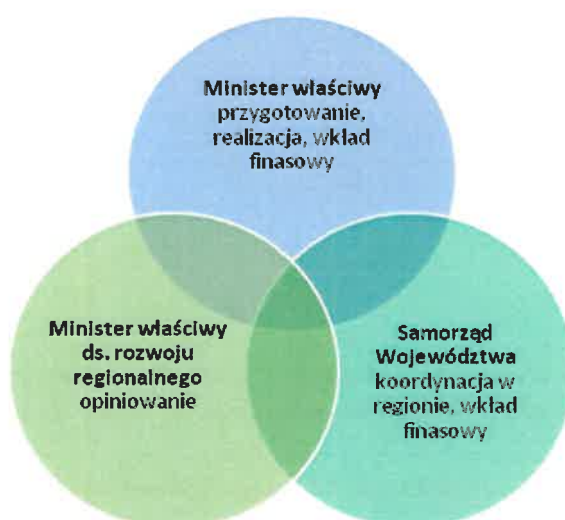 Minister właściwy
przygotowanie,
realizacja, wkład
finasowy
Minister właściwy
ds. rozwoju
regionalnego
opiniowanie
Samorząd
Województwa
koordynacja w
regionie, wkład
finasowy